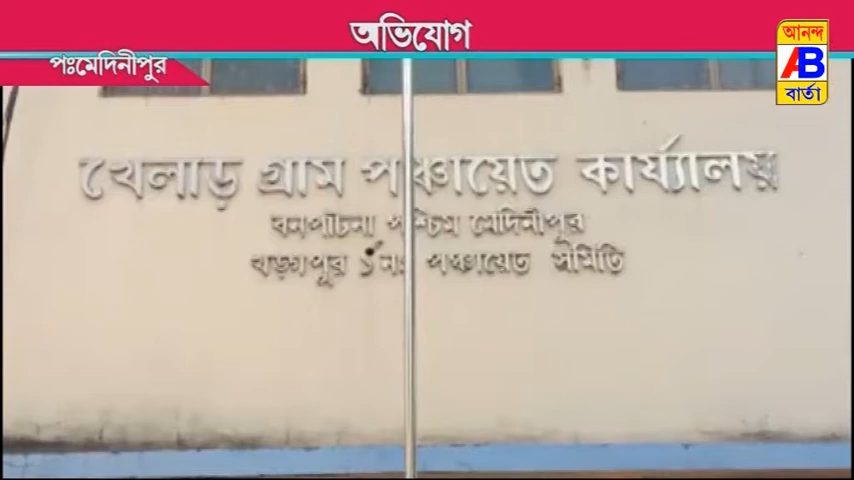 অভিযোগ
আনন্দ
AB
বার্তা
পঃমেদিনীপুর
খেলাড় গ্রাম পঞ্চায়েত কার্য্যালয়
বনপাটনা পশ্চিম মেদিনীপুর
খড়গপুর ১নং পঞ্চায়েত সমিতি